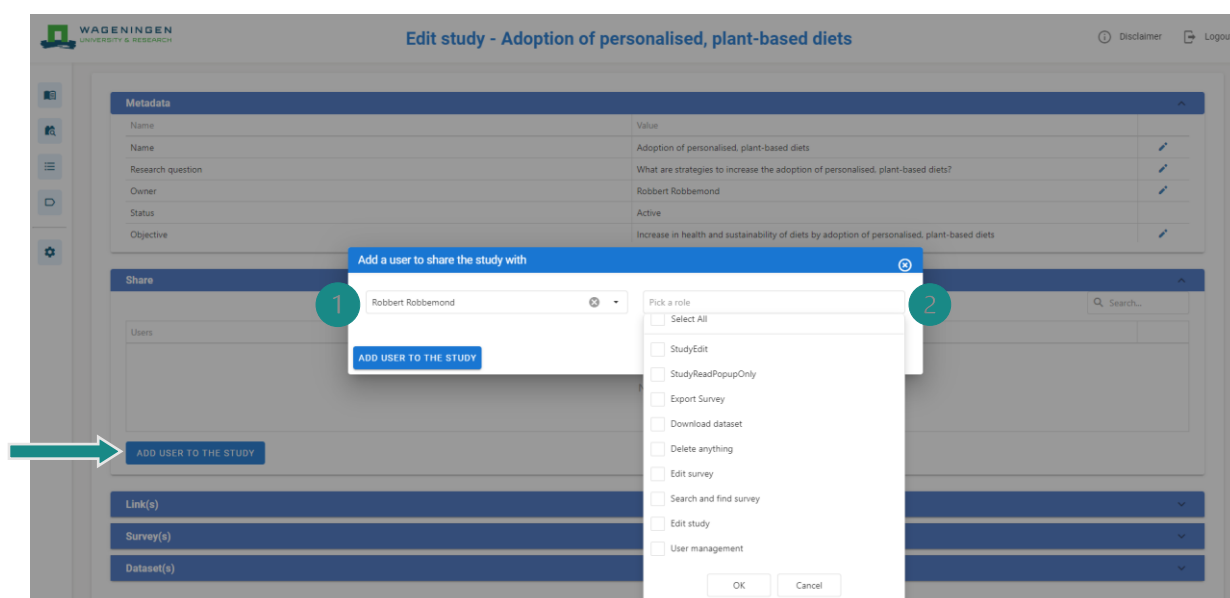 WAGENINGEN
UNIVERSITY & RESEARCH
Edit study - Adoption of personalised, plant-based diets
Disclaimer
Logou
Metadata
Name Value
Name Adoption of personalised, plant-based diets
Research question What are strategies to increase the adoption of personalised, plant-based diets?
Owner Robbert Robbemond
Status Active
Objective Increase in health and sustainability of diets by adoption of personalised, plant-based diets
Add a user to share the study with
Share
1 Robbert Robbemond Pick a role 2
Search...
Select All
Users
StudyEdit
ADD USER TO THE STUDY
StudyReadPopupOnly
Export Survey
Download dataset
Delete anything
ADD USER TO THE STUDY
Edit survey
Search and find survey
Link(s)
Edit study
Survey(s)
User management
Dataset(s)
OK Cancel